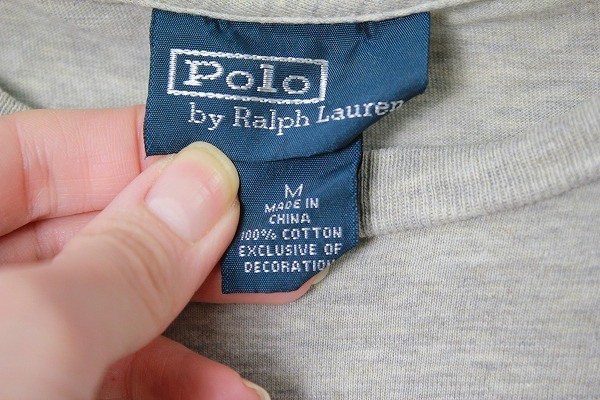 Polo
by Ralph Lauren
M
MADE IN
CHINA
100% COTTON
EXCLUSIVE OF
DECORATION